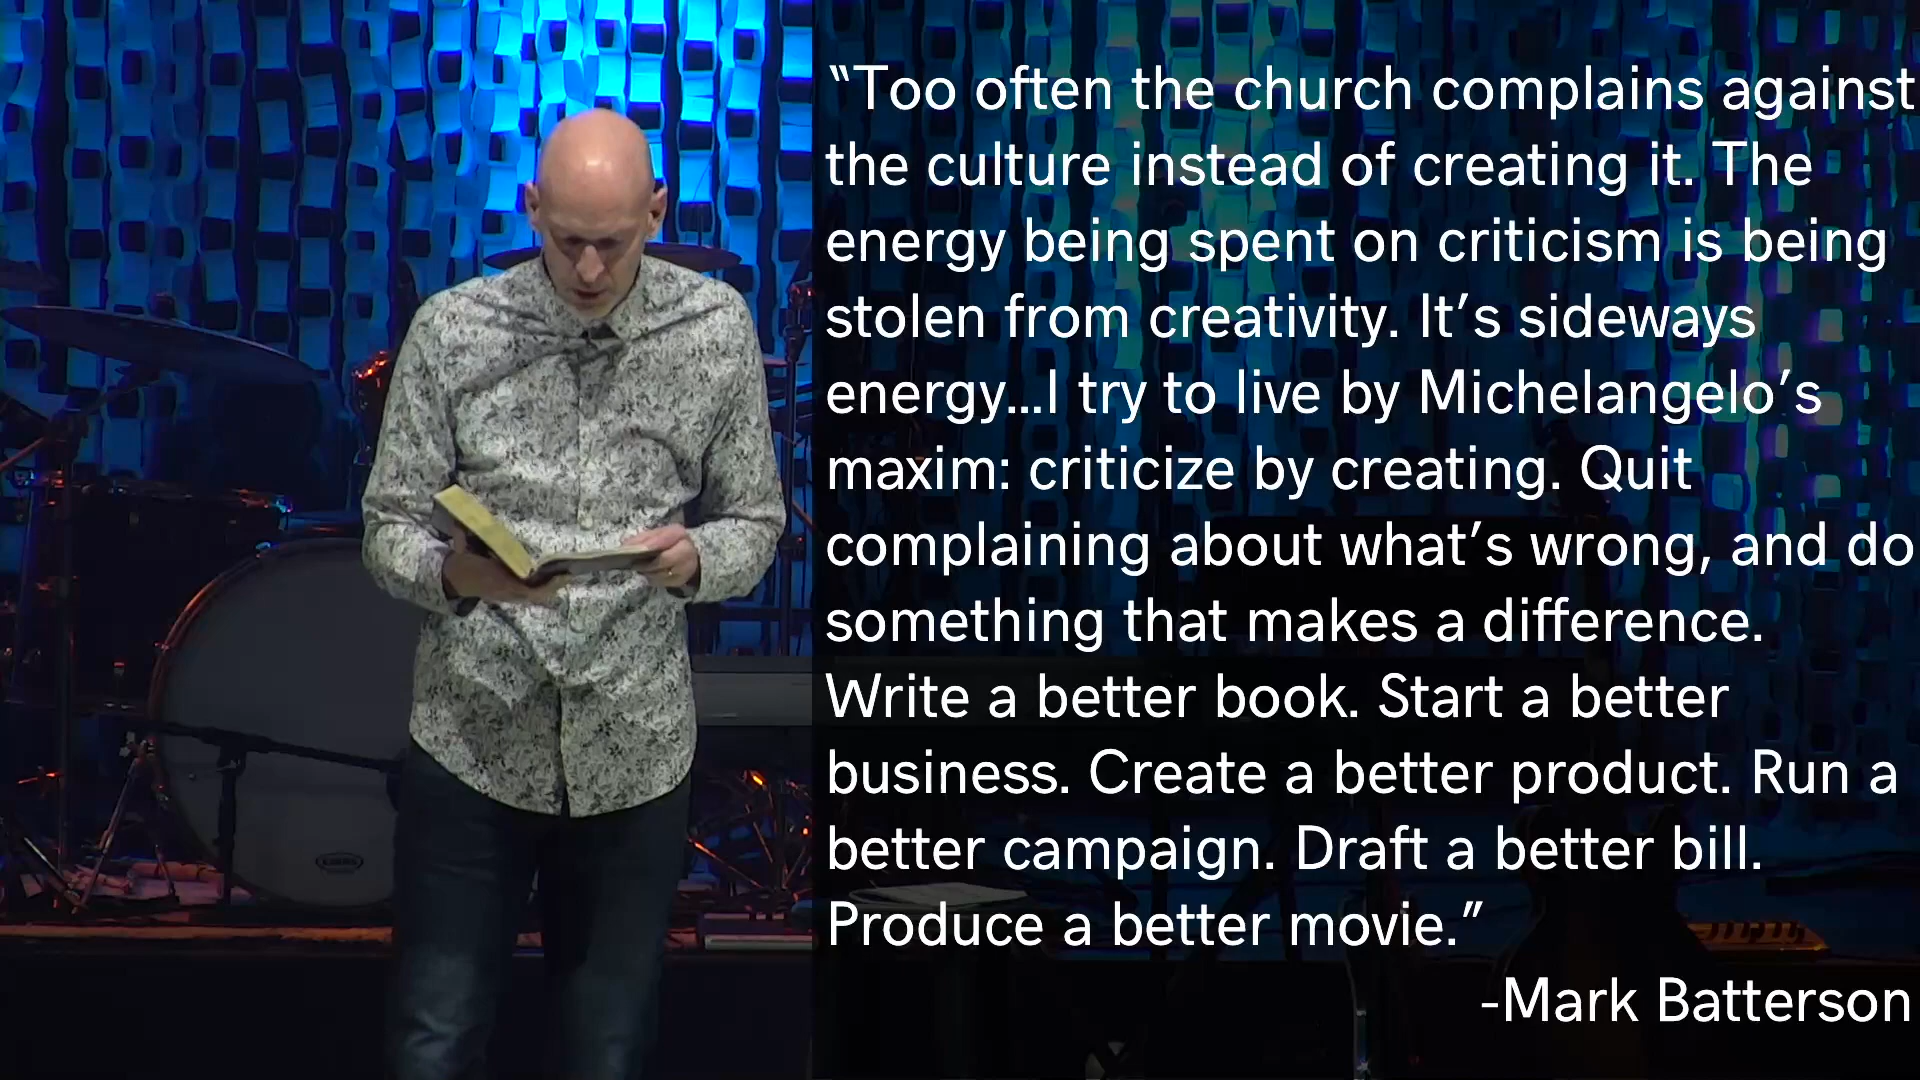 “Too often the church complains against
the culture instead of creating it. The
energy being spent on criticism is being
stolen from creativity. It’s sideways
energy...I try to live by Michelangelo’s
maxim: criticize by creating. Quit
complaining about what’s wrong, and do
something that makes a difference.
Write a better book. Start a better
business. Create a better product. Run a
better campaign. Draft a better bill.
Produce a better movie.”
-Mark Batterson